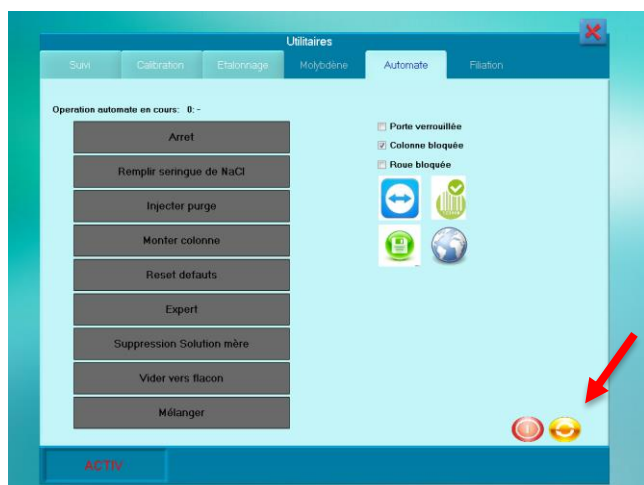 Utilitaires
Suivi Calibration Etalonnage Molybdène Automate Filiation
Operation automate en cours: 0: -
Arret
Remplir seringue de NaCl
Injecter purge
Monter colonne
Reset defauts
Expert
Suppression Solution mère
Vider vers flacon
Mélanger
Porte verrouillée
Colonne bloquée
Roue bloquée
ACTIV